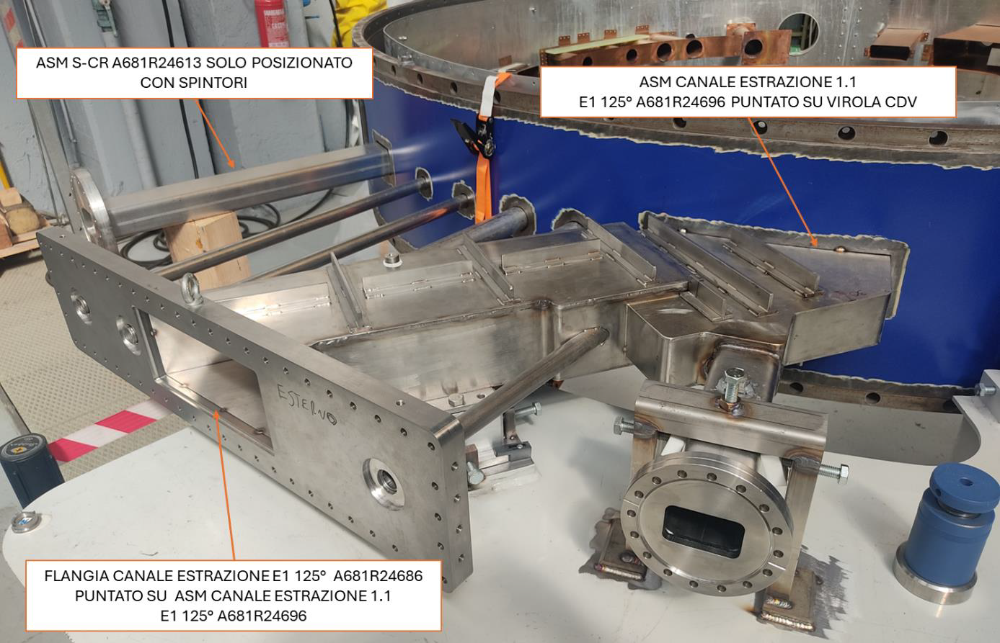 ASM S-CR A681R24613 SOLO POSIZIONATO
CON SPINTORI
ASM CANALE ESTRAZIONE 1.1
E1 125° A681R24696 PUNTATO SU VIROLA CDV
ESTERNO
FLANGIA CANALE ESTRAZIONE E1 125° A681R24686
PUNTATO SU ASM CANALE ESTRAZIONE 1.1
E1 125° A681R24696